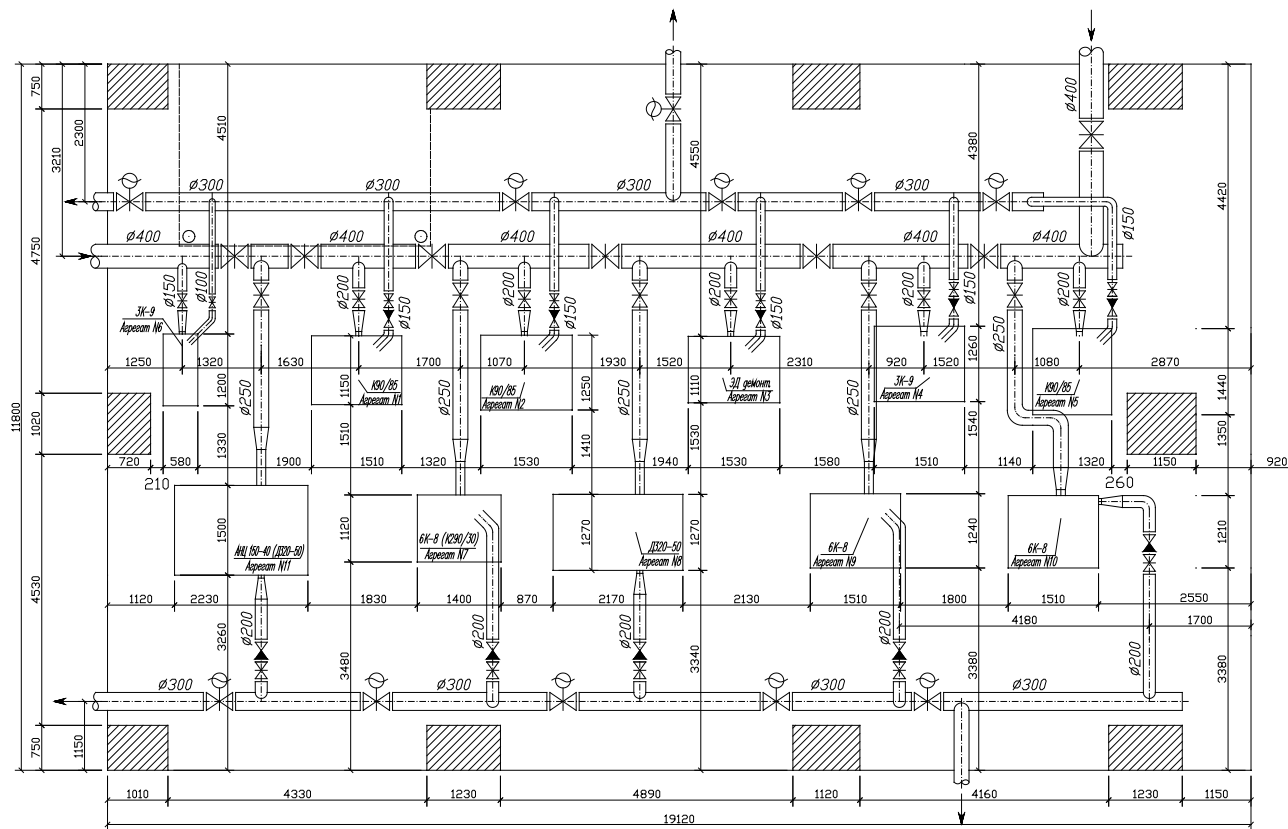 Ø400
750
2300
3210
4510
4550
4380
4420
Ø300
Ø300
Ø300
Ø300
Ø150
Ø400
Ø400
Ø400
Ø400
Ø400
11800
4750
Ø150
Ø100
Ø200
Ø150
Ø200
Ø150
Ø200
Ø150
Ø200
Ø150
Ø200
Ø250
3К-9
Агрегат N6
1250
1320
1630
1700
1070
1930
1520
2310
920
1520
1080
2870
1200
1150
1250
1110
1260
1440
К90/85
Агрегат N1
К90/85
Агрегат N2
ЭД демонт.
Агрегат N3
3К-9
Агрегат N4
К90/85
Агрегат N5
Ø250
Ø250
Ø250
Ø250
1020
1330
1510
1410
1530
1540
1350
720
580
1900
1510
1320
1530
1940
1530
1580
1510
1140
1320
1150
920
210
260
1500
1120
1270
1270
1240
1210
АНЦ 150-40 (Д320-50)
Агрегат N11
6К-8 (К290/30)
Агрегат N7
Д320-50
Агрегат N8
6К-8
Агрегат N9
6К-8
Агрегат N10
4530
1120
2230
1830
1400
870
2170
2130
1510
1800
1510
2550
4180
1700
3260
3480
3340
3380
3380
Ø200
Ø200
Ø200
Ø200
Ø200
Ø300
Ø300
Ø300
Ø300
750
1150
1010
4330
1230
4890
1120
4160
1230
1150
19120